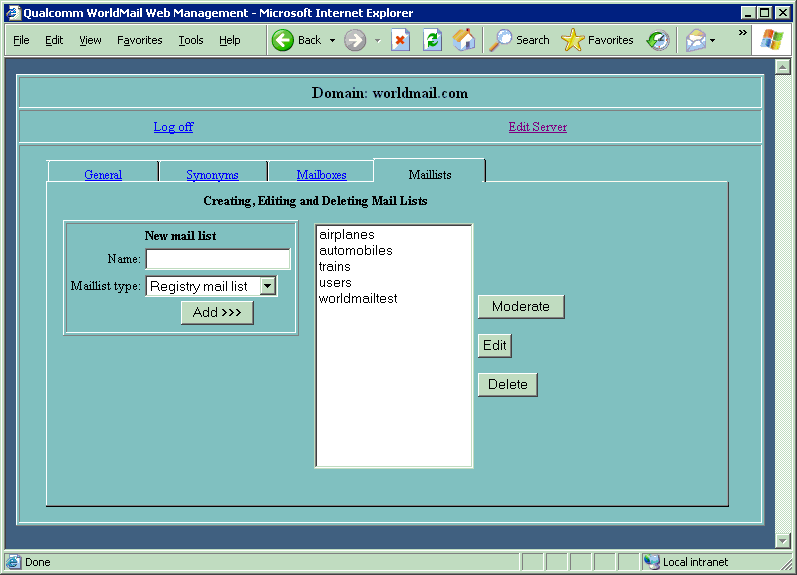 Qualcomm WorldMail Web Management - Microsoft Internet Explorer
File Edit View Favorites Tools Help Back Search Favorites »
Domain: worldmail.com
Log off Edit Server
General Synonyms Mailboxes Maillists
Creating, Editing and Deleting Mail Lists
New mail list
Name:
Maillist type: Registry mail list
Add >>>
airplanes
automobiles
trains
users
worldmailtest
Moderate
Edit
Delete
Done Local intranet